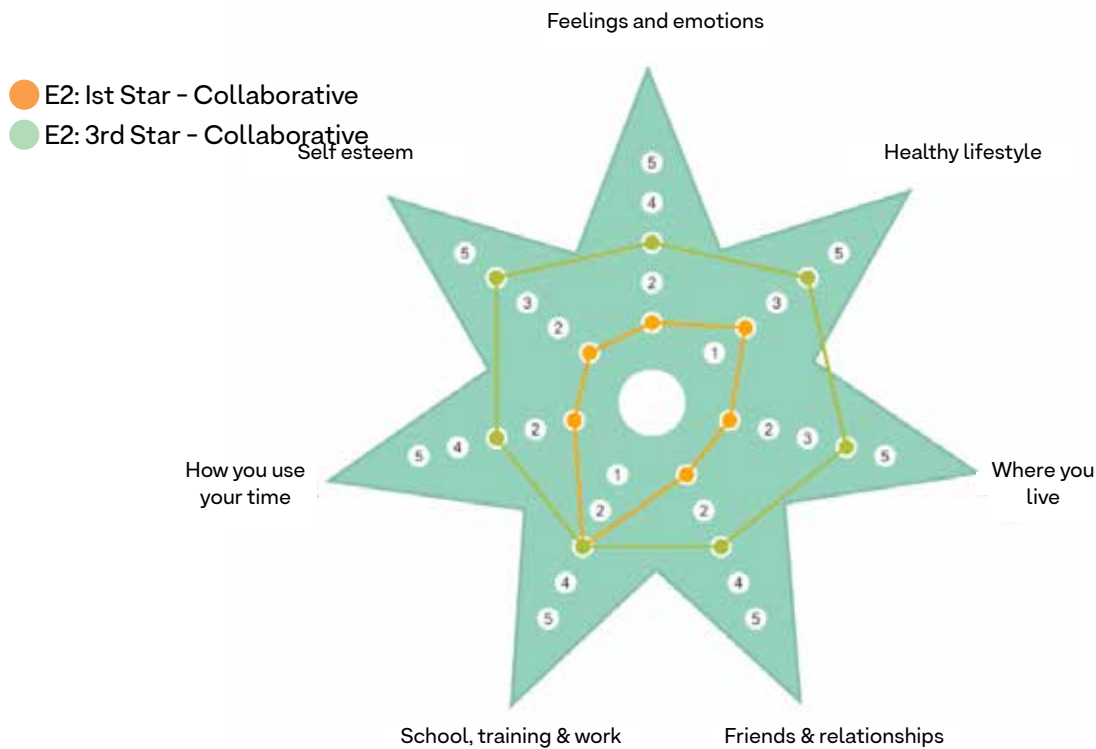 Feelings and emotions
E2: Ist Star - Collaborative
E2: 3rd Star - Collaborative
Self esteem
Healthy lifestyle
5
4
5
5
3
3
2
2
1
2
2
3
5
5
4
How you use
your time
Where you
live
1
2
2
4
4
5
5
School, training & work
Friends & relationships